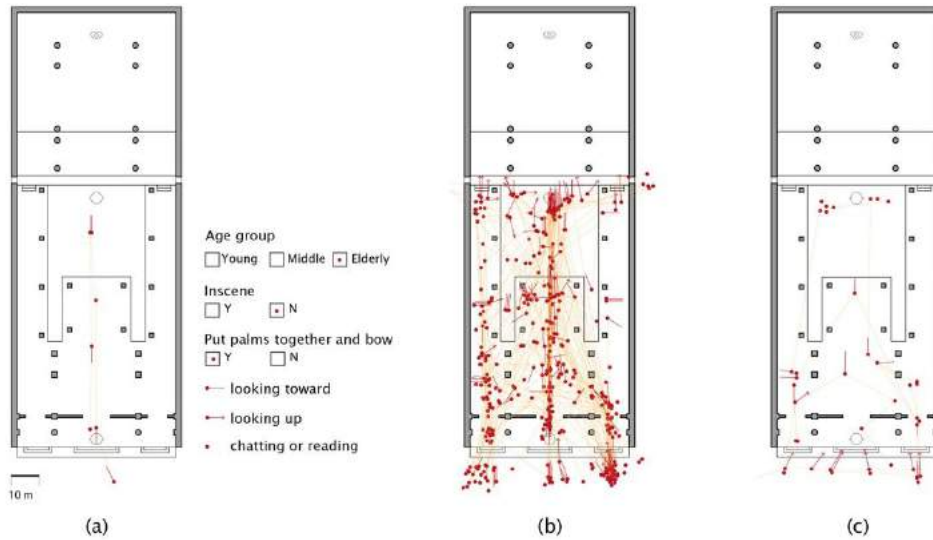 Age group
Young Middle Elderly
Inscene
Y N
Put palms together and bow
Y N
looking toward
looking up
chatting or reading
10 m
(a) (b) (c)